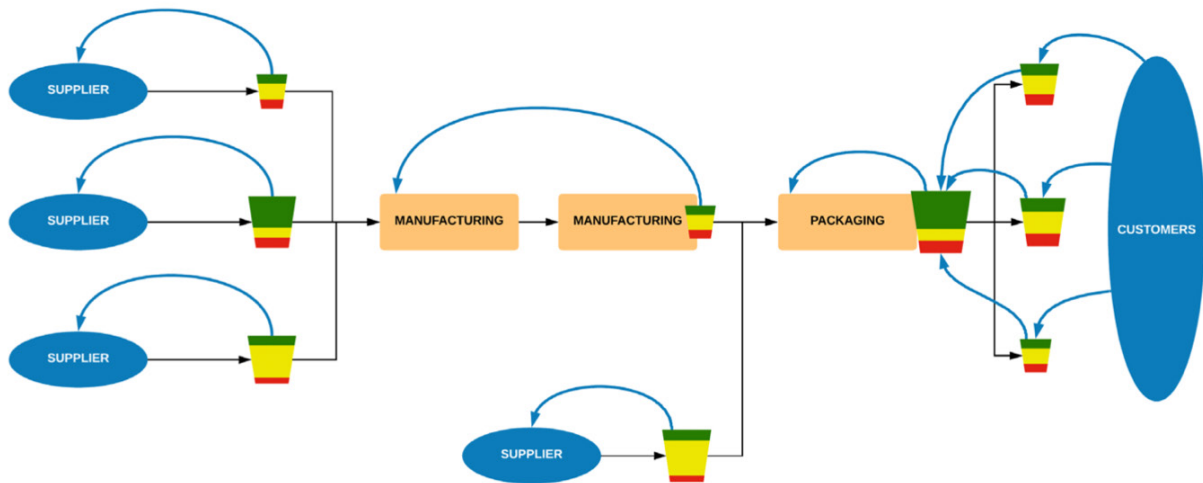 SUPPLIER
SUPPLIER
MANUFACTURING
MANUFACTURING
PACKAGING
CUSTOMERS
SUPPLIER
SUPPLIER